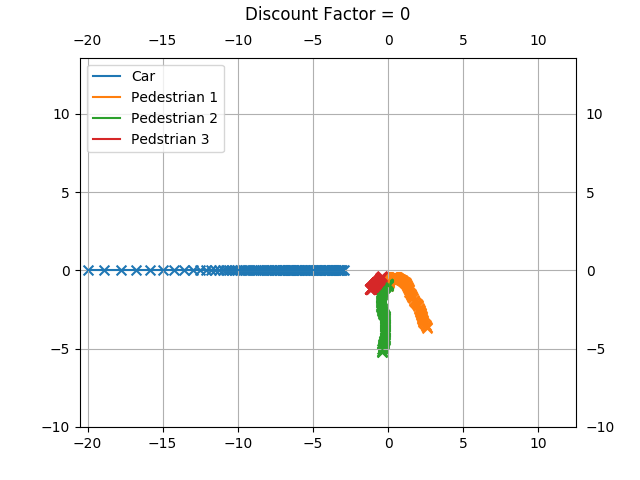 Discount Factor = 0
−20 −15 −10 −5 0 5 10
Car
Pedestrian 1
Pedestrian 2
Pedstrian 3
10 10
5 5
0 0
−5 −5
−10 −10
−20 −15 −10 −5 0 5 10